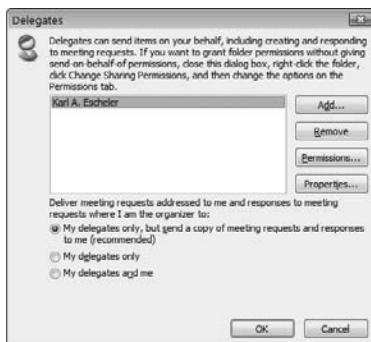 Delegates
Delegates can send items on your behalf, including creating and responding
to meeting requests. If you want to grant folder permissions without giving
send-on-behalf-of permissions, close this dialog box, right-click the folder,
click Change Sharing Permissions, and then change the options on the
Permissions tab.
Karl A. Escheler
Add...
Remove
Permissions...
Properties...
Deliver meeting requests addressed to me and responses to meeting
requests where I am the organizer to:
My delegates only, but send a copy of meeting requests and responses
to me (recommended)
My delegates only
My delegates and me
OK
Cancel